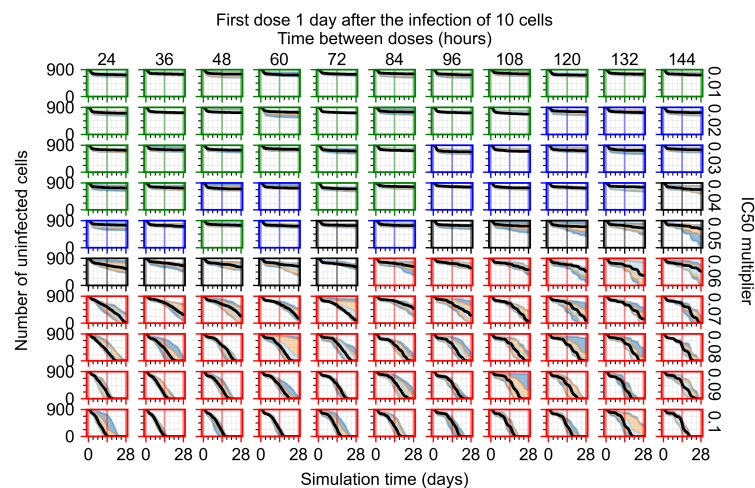 First dose 1 day after the infection of 10 cells
Time between doses (hours)
24 36 48 60 72 84 96 108 120 132 144
900 0.01
900 0.02
0
900 0.03
0
900 0.04
0
900 0.05
0
900 0.06
0
900 0.07
900 0.08
0
900 0.09
0
900 0.1
0
0 28 0 28 0 28 0 28 0 28 0 28 0 28 0 28 0 28 0 28 0 28
Number of uninfected cells
IC50 multiplier
Simulation time (days)